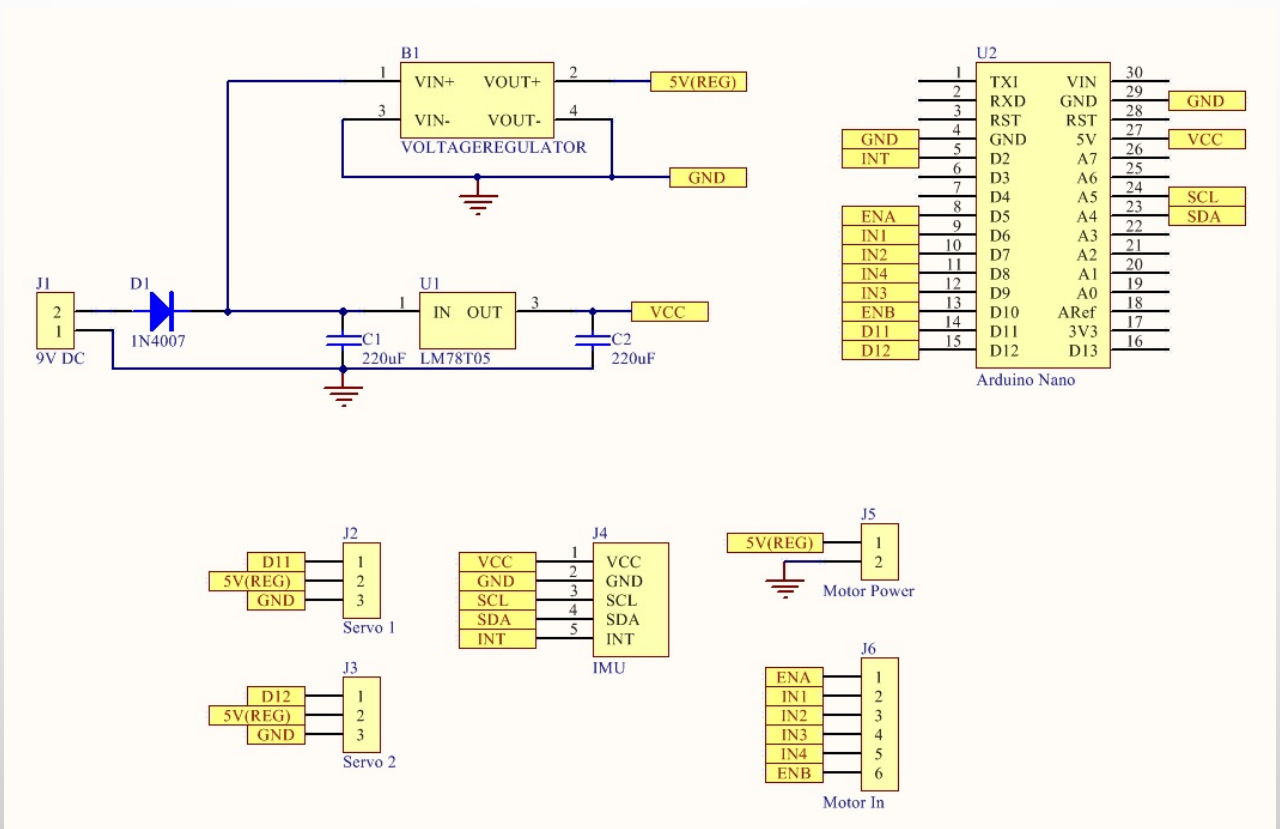 B1
1 VIN+ VOUT+ 2 5V(REG)
3 VIN- VOUT- 4
VOLTAGEREGULATOR
GND
J1
2
1
9V DC
D1
1N4007
C1
220uF
U1
1 IN OUT 3
LM78T05
VCC
C2
220uF
U2
1 TXI VIN 30
2 RXD GND 29 GND
3 RST RST 28
GND 4 GND 5V 27 VCC
INT 5 D2 A7 26
6 D3 A6 25
7 D4 A5 24 SCL
ENA 8 D5 A4 23 SDA
IN1 9 D6 A3 22
IN2 10 D7 A2 21
IN4 11 D8 A1 20
IN3 12 D9 A0 19
ENB 13 D10 ARef 18
D11 14 D11 3V3 17
D12 15 D12 D13 16
Arduino Nano
J2
D11 1
5V(REG) 2
GND 3
Servo 1
J3
D12 1
5V(REG) 2
GND 3
Servo 2
J4
VCC 1 VCC
GND 2 GND
SCL 3 SCL
SDA 4 SDA
INT 5 INT
IMU
J5
5V(REG) 1
2
Motor Power
J6
ENA 1
IN1 2
IN2 3
IN3 4
IN4 5
ENB 6
Motor In